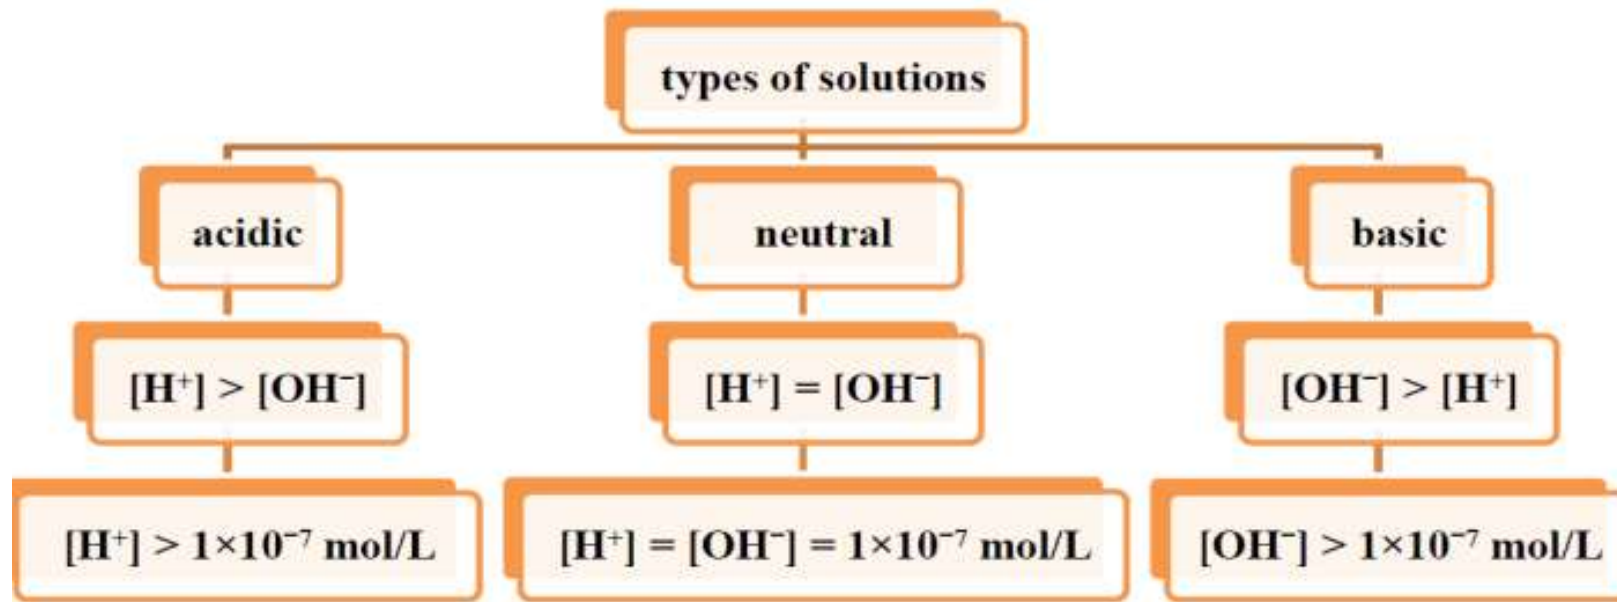 types of solutions
acidic
neutral
basic
[H⁺] > [OH⁻]
[H⁺] = [OH⁻]
[OH⁻] > [H⁺]
[H⁺] > 1×10⁻⁷ mol/L
[H⁺] = [OH⁻] = 1×10⁻⁷ mol/L
[OH⁻] > 1×10⁻⁷ mol/L